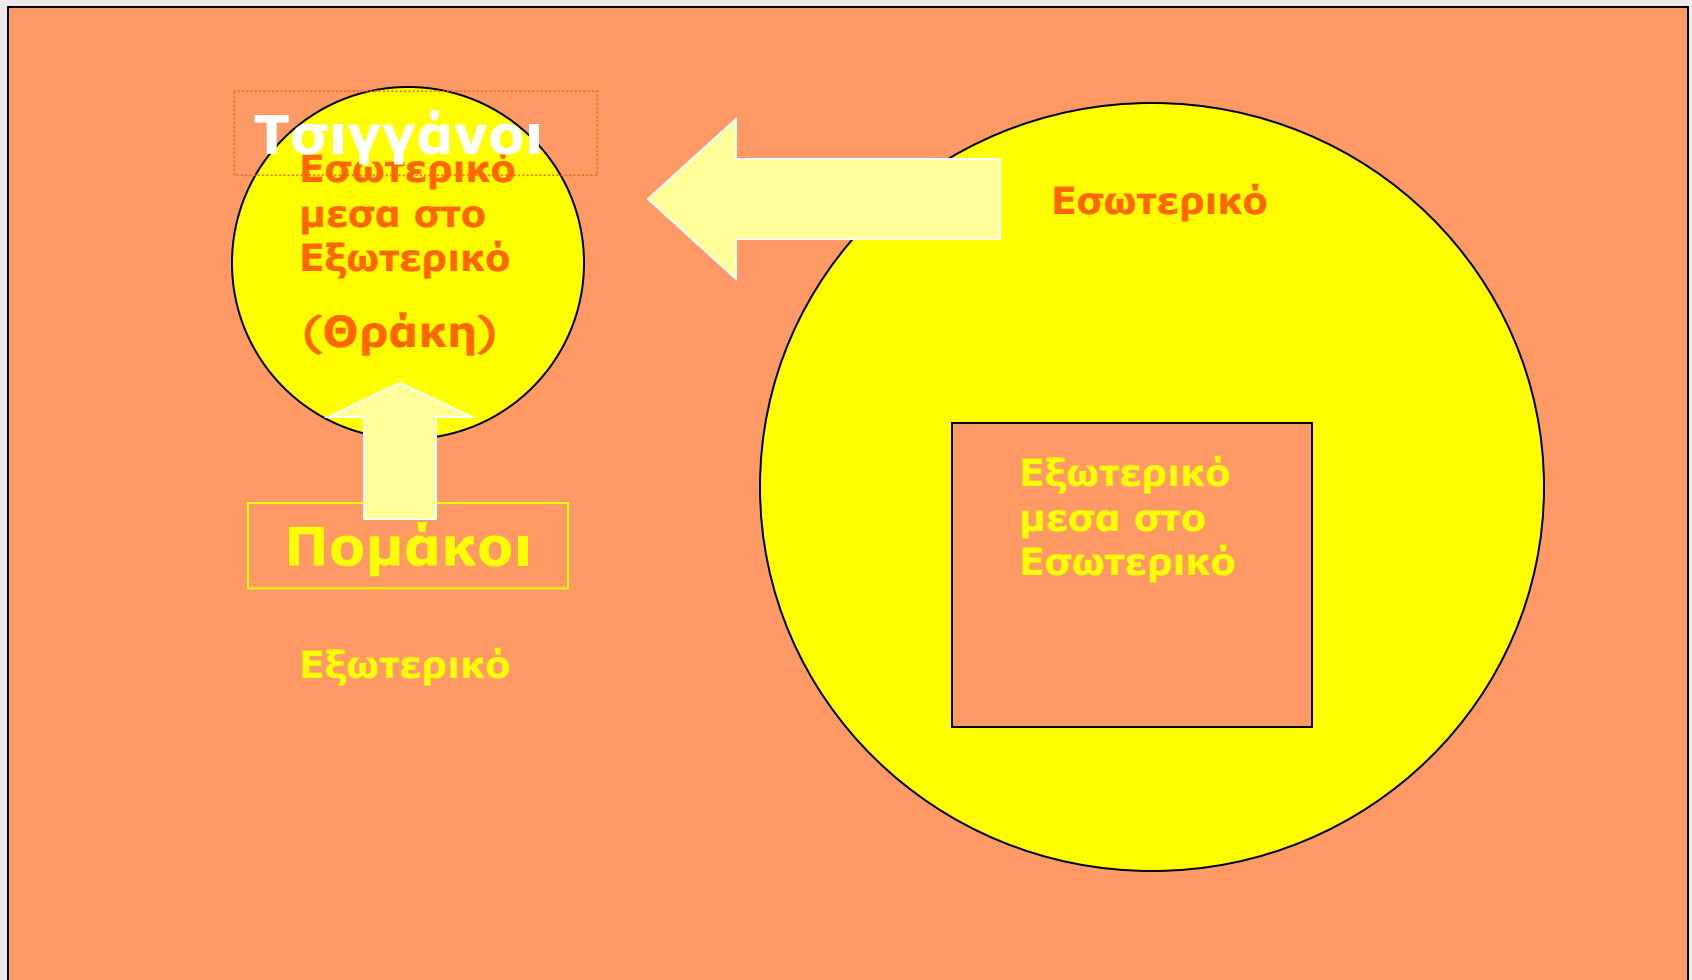 Τσιγγάνοι
Εσωτερικό
μεσα στο
Εξωτερικό
(Θράκη)
Πομάκοι
Εξωτερικό
Εσωτερικό
Εξωτερικό
μεσα στο
Εσωτερικό